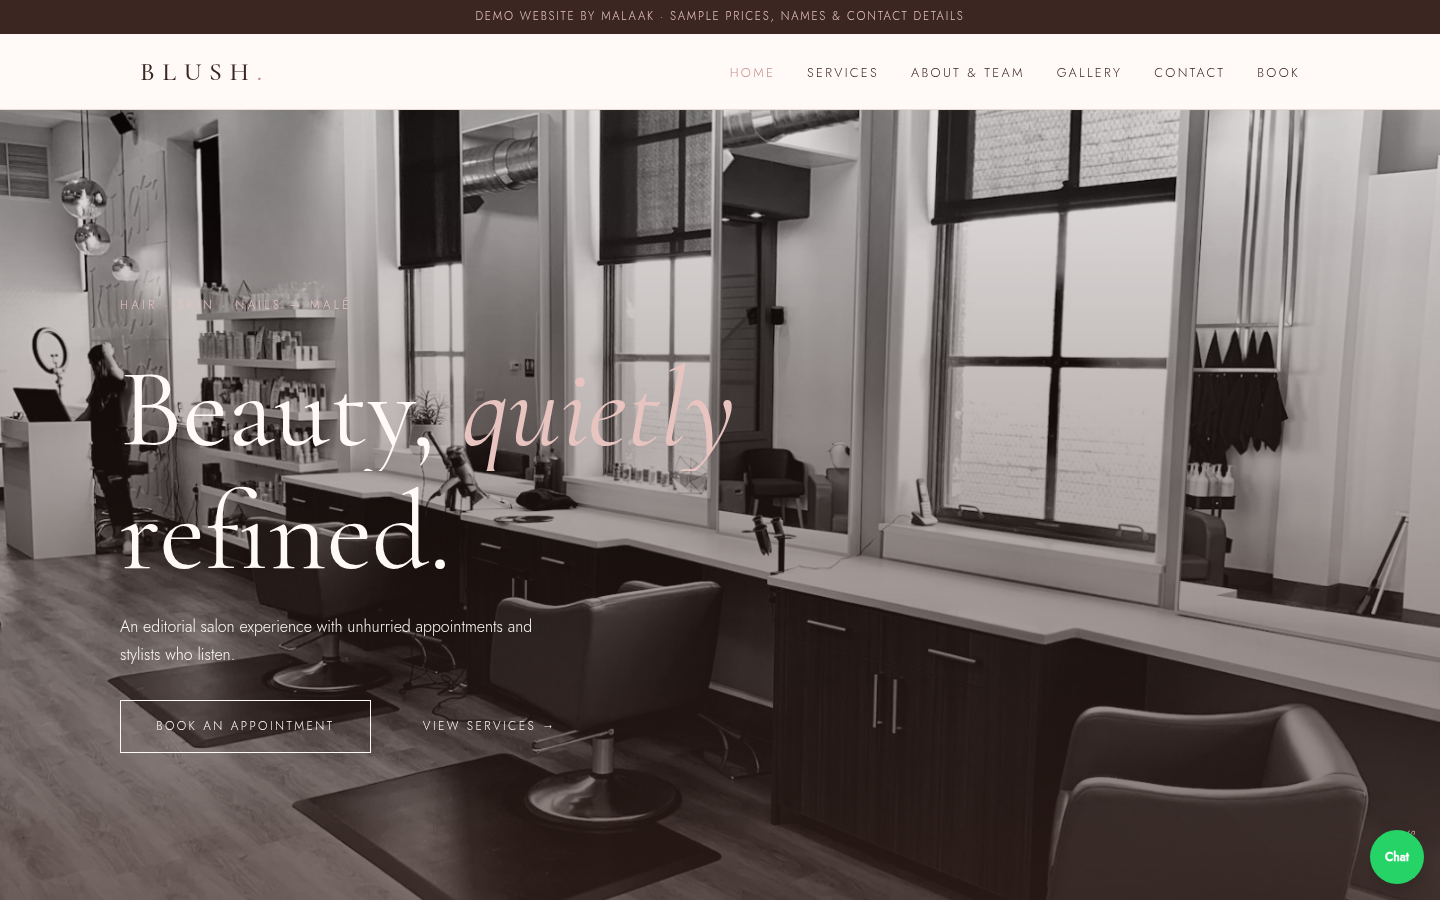 DEMO WEBSITE BY MALAAK · SAMPLE PRICES, NAMES & CONTACT DETAILS
BLUSH.
HOME SERVICES ABOUT & TEAM GALLERY CONTACT BOOK
HAIR · SKIN · NAILS — MALÉ
Beauty, quietly
refined.
An editorial salon experience with unhurried appointments and
stylists who listen.
BOOK AN APPOINTMENT VIEW SERVICES →
Chat